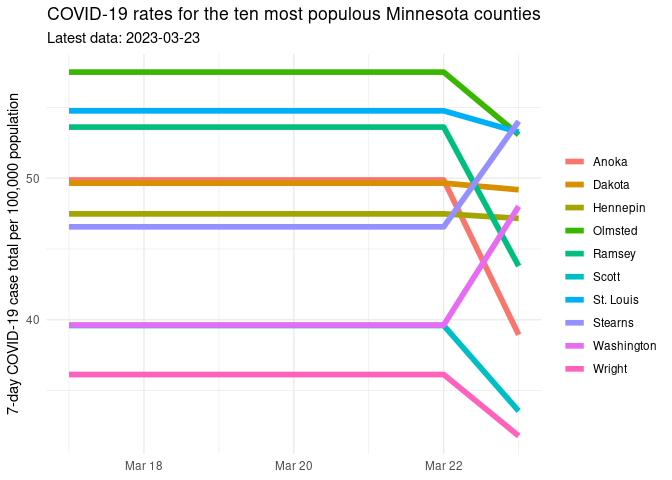 COVID-19 rates for the ten most populous Minnesota counties
Latest data: 2023-03-23
7-day COVID-19 case total per 100,000 population
50
40
Mar 18
Mar 20
Mar 22
Anoka
Dakota
Hennepin
Olmsted
Ramsey
Scott
St. Louis
Stearns
Washington
Wright